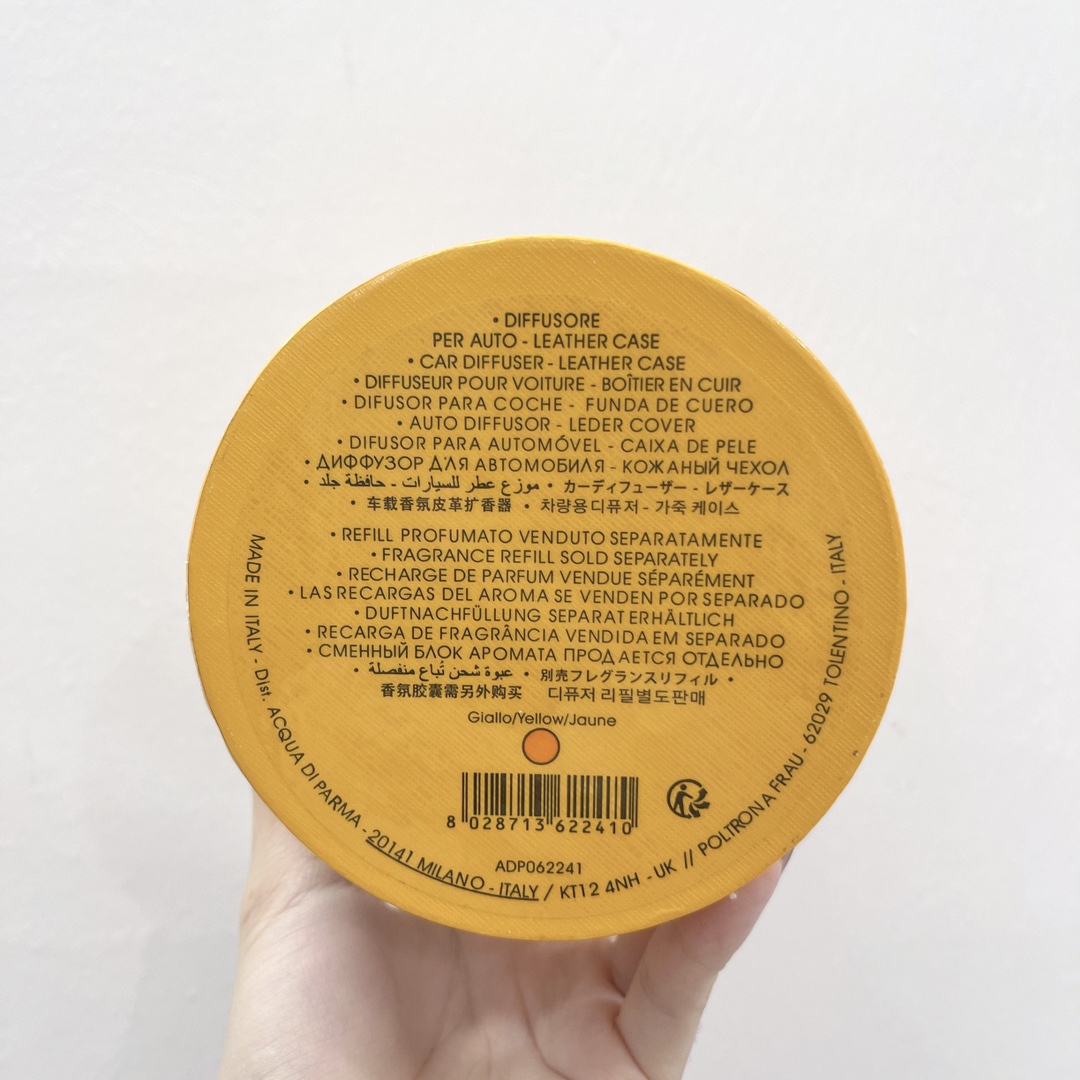 • DIFFUSORE
PER AUTO - LEATHER CASE
• CAR DIFFUSER - LEATHER CASE
• DIFFUSEUR POUR VOITURE - BOÎTIER EN CUIR
• DIFUSOR PARA COCHE - FUNDA DE CUERO
• AUTO DIFFUSOR - LEDER COVER
• DIFUSOR PARA AUTOMÓVEL - CAIXA DE PELE
• ДИФФУЗОР ДЛЯ АВТОМОБИЛЯ - КОЖАНЫЙ ЧЕХОЛ
• موزع عطر للسيارات - حافظة جلد • カーディフューザー - レザーケース
• 车载香氛皮革扩香器 • 차량용디퓨저 - 가죽 케이스
• REFILL PROFUMATO VENDUTO SEPARATAMENTE
• FRAGRANCE REFILL SOLD SEPARATELY
• RECHARGE DE PARFUM VENDUE SÉPARÉMENT
• LAS RECARGAS DEL AROMA SE VENDEN POR SEPARADO
• DUFTNACHFÜLLUNG SEPARAT ERHÄLTLICH
• RECARGA DE FRAGRÂNCIA VENDIDA EM SEPARADO
• СМЕННЫЙ БЛОК АРОМАТА ПРОДАЕТСЯ ОТДЕЛЬНО
• عبوة شحن تُباع منفصلة • 別売フレグランスリフィル •
香氛胶囊需另外购买 디퓨저 리필별도판매
Giallo/Yellow/Jaune
8 028713 622410
ADP062241
MADE IN ITALY - Dist. ACQUA DI PARMA - 20141 MILANO - ITALY / KT12 4NH - UK // POLTRONA FRAU - 62029 TOLENTINO - ITALY